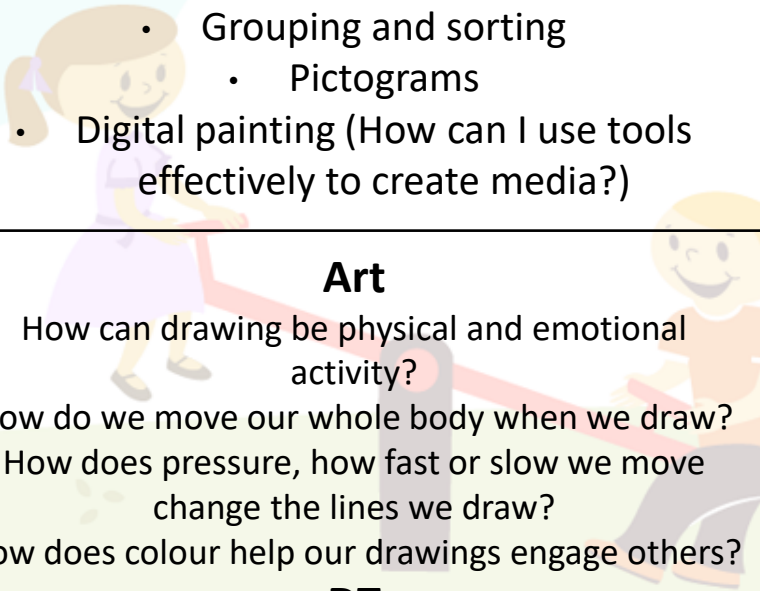 • Grouping and sorting
• Pictograms
• Digital painting (How can I use tools
effectively to create media?)
Art
How can drawing be physical and emotional
activity?
ow do we move our whole body when we draw?
How does pressure, how fast or slow we move
change the lines we draw?
ow does colour help our drawings engage others?